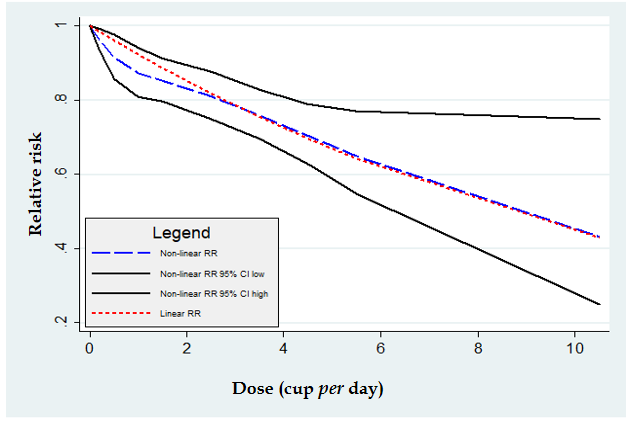 1
.8
.6
.4
.2
Relative risk
Legend
Non-linear RR
Non-linear RR 95% CI low
Non-linear RR 95% CI high
Linear RR
0 2 4 6 8 10
Dose (cup per day)